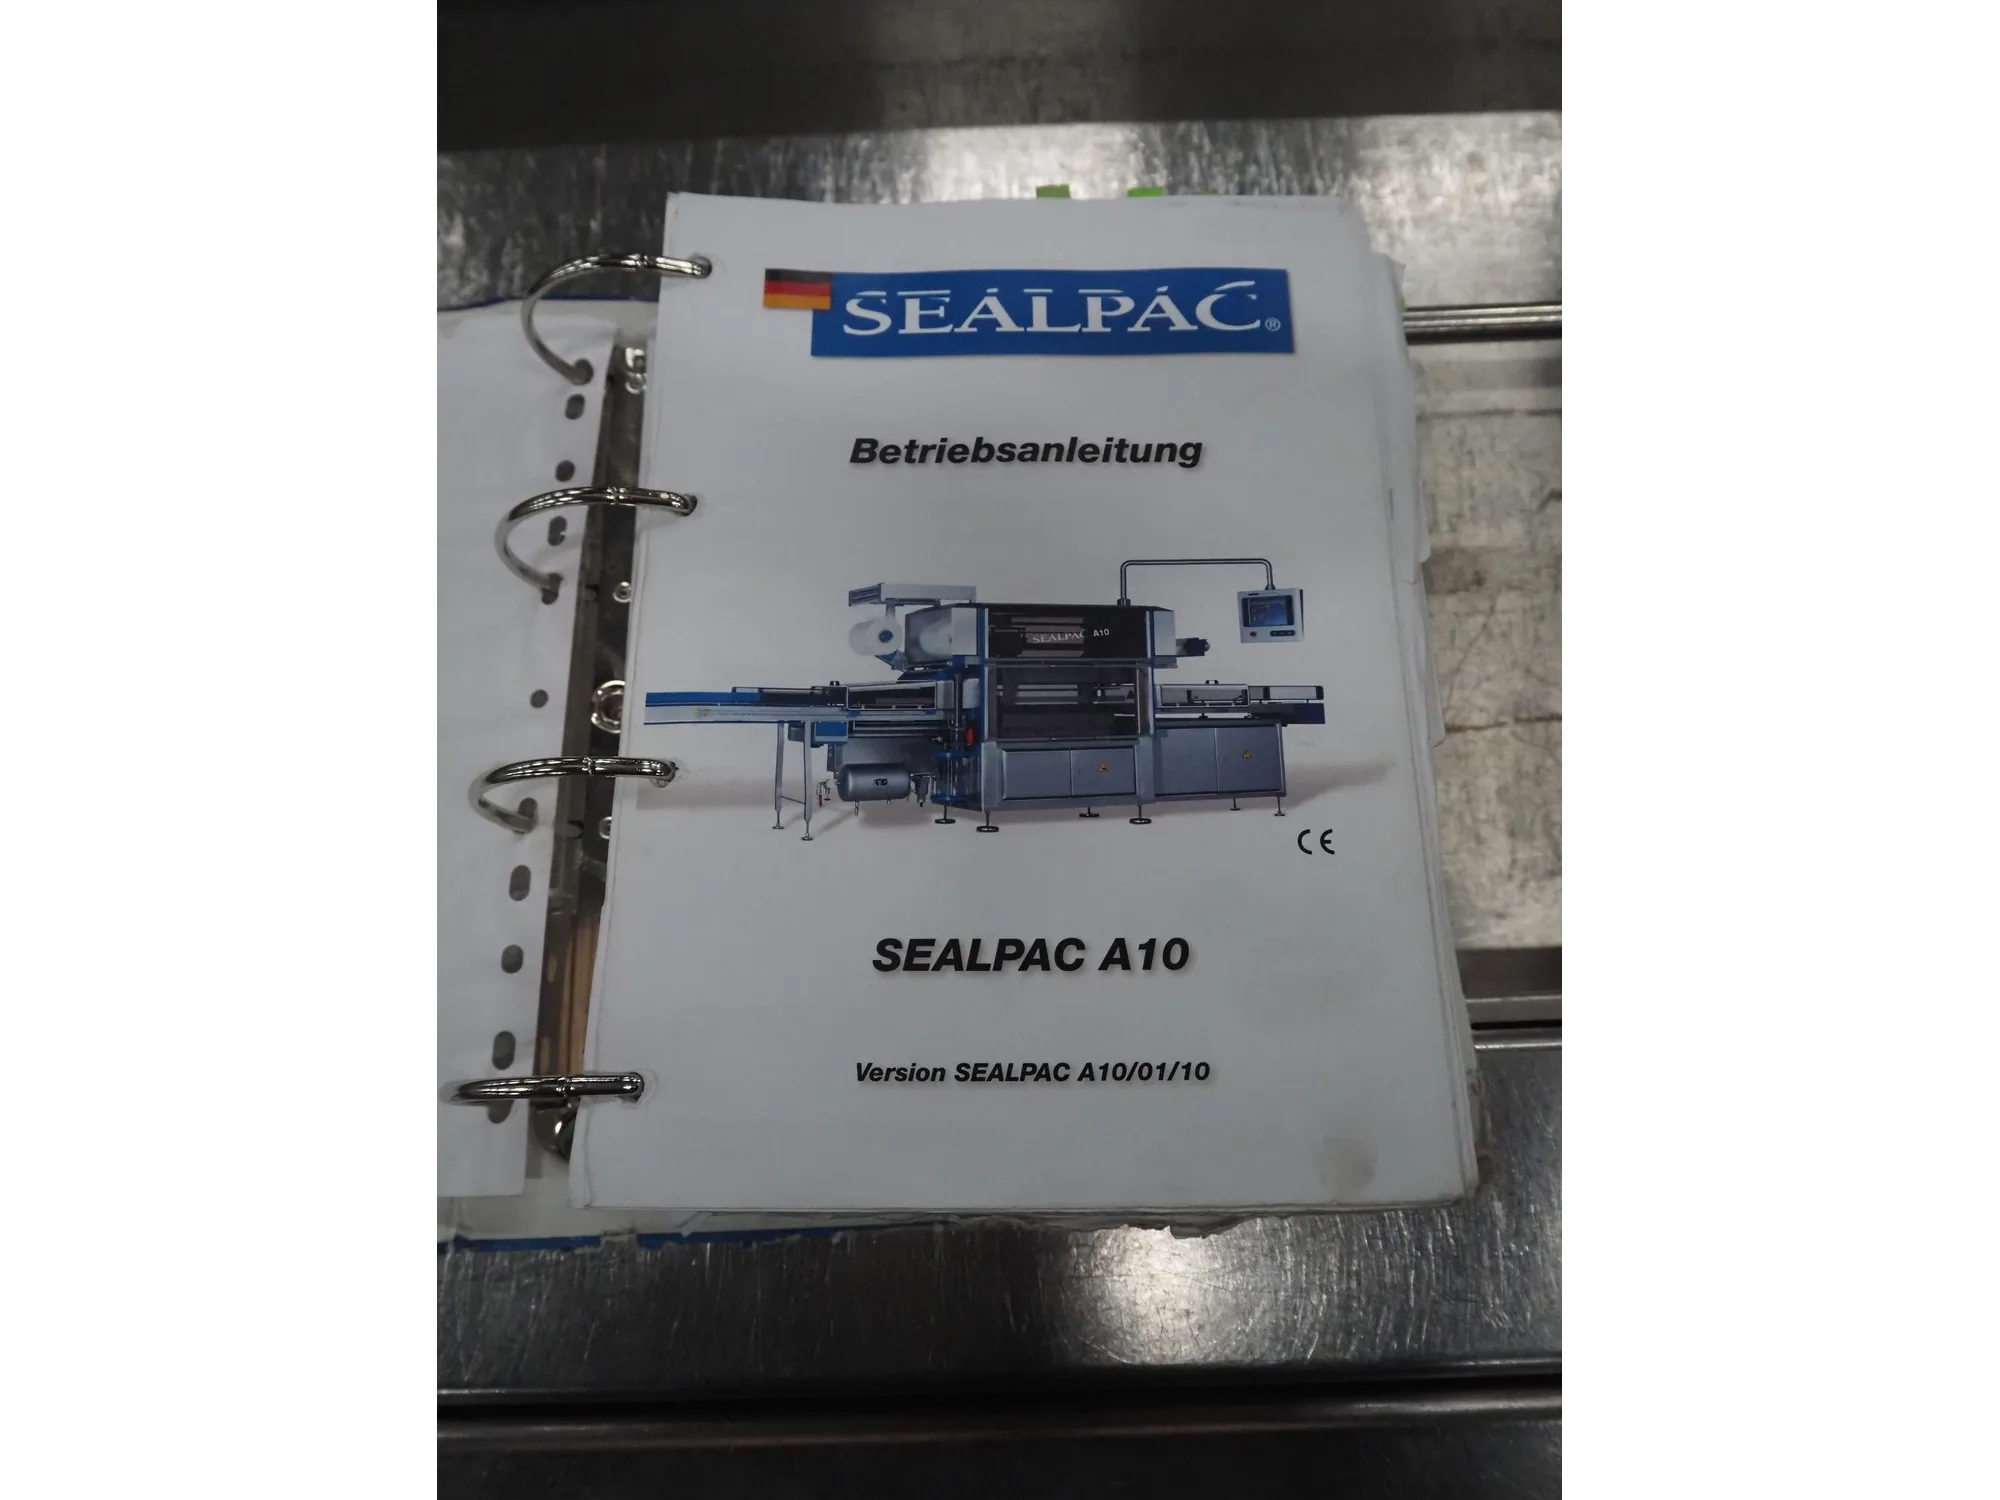 SEALPAC®
Betriebsanleitung
SEALPAC A10
CE
SEALPAC A10
Version SEALPAC A10/01/10